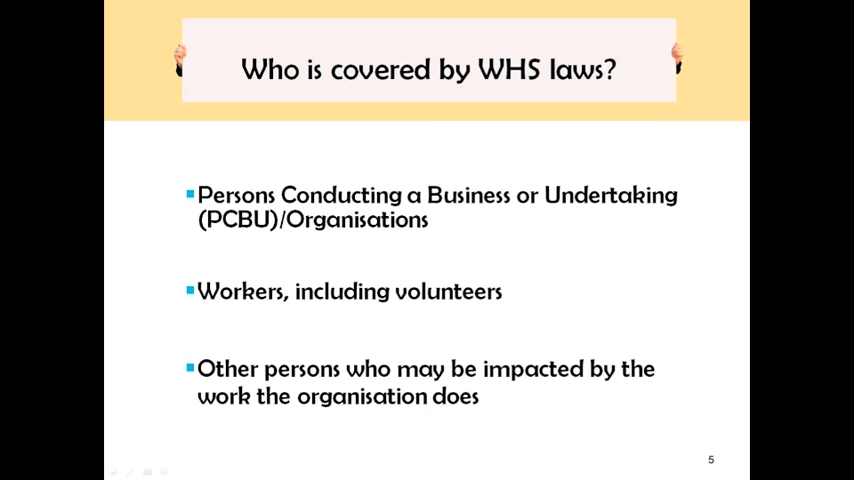 Who is covered by WHS laws?
Persons Conducting a Business or Undertaking
(PCBU)/Organisations
Workers, including volunteers
Other persons who may be impacted by the
work the organisation does
5